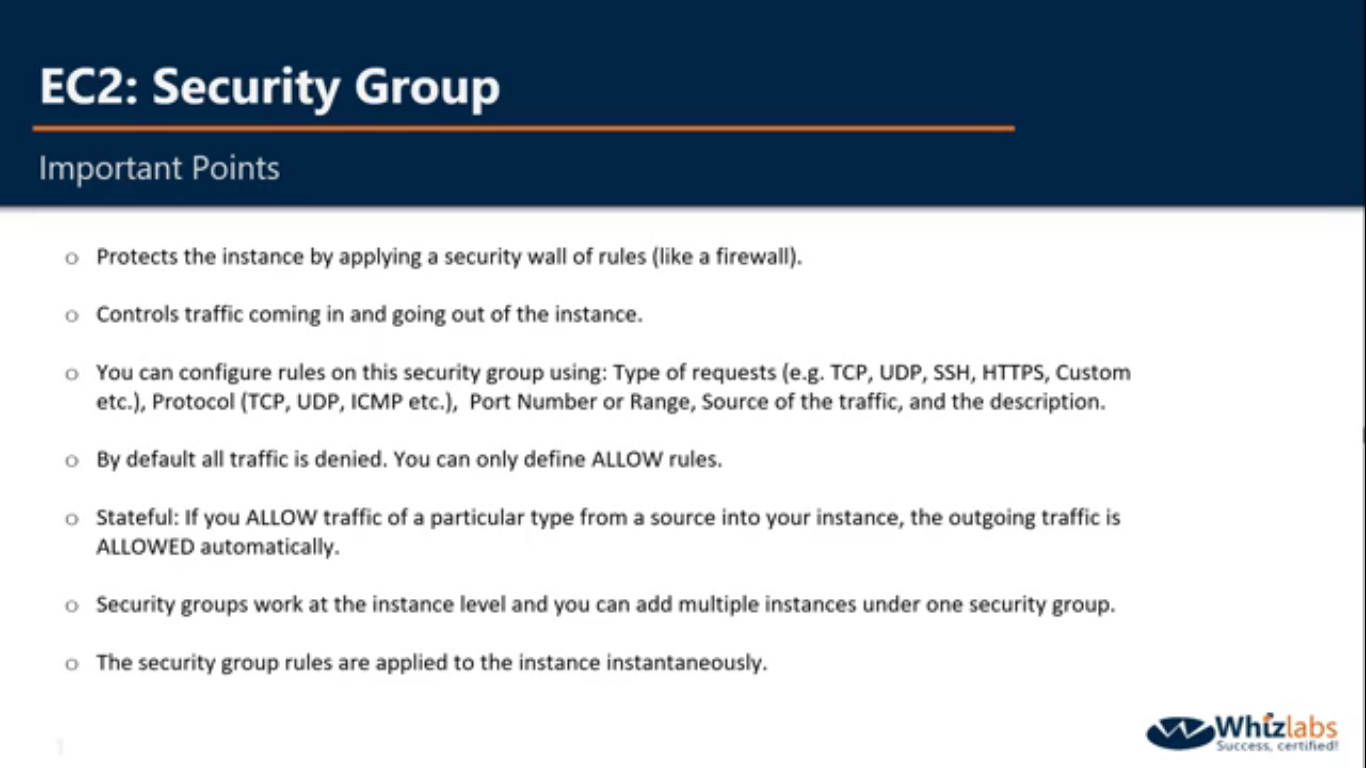 EC2: Security Group
Important Points
o Protects the instance by applying a security wall of rules (like a firewall).
o Controls traffic coming in and going out of the instance.
o You can configure rules on this security group using: Type of requests (e.g. TCP, UDP, SSH, HTTPS, Custom
etc.), Protocol (TCP, UDP, ICMP etc.), Port Number or Range, Source of the traffic, and the description.
o By default all traffic is denied. You can only define ALLOW rules.
o Stateful: If you ALLOW traffic of a particular type from a source into your instance, the outgoing traffic is
ALLOWED automatically.
o Security groups work at the instance level and you can add multiple instances under one security group.
o The security group rules are applied to the instance instantaneously.
1
Whizlabs
Success, certified!